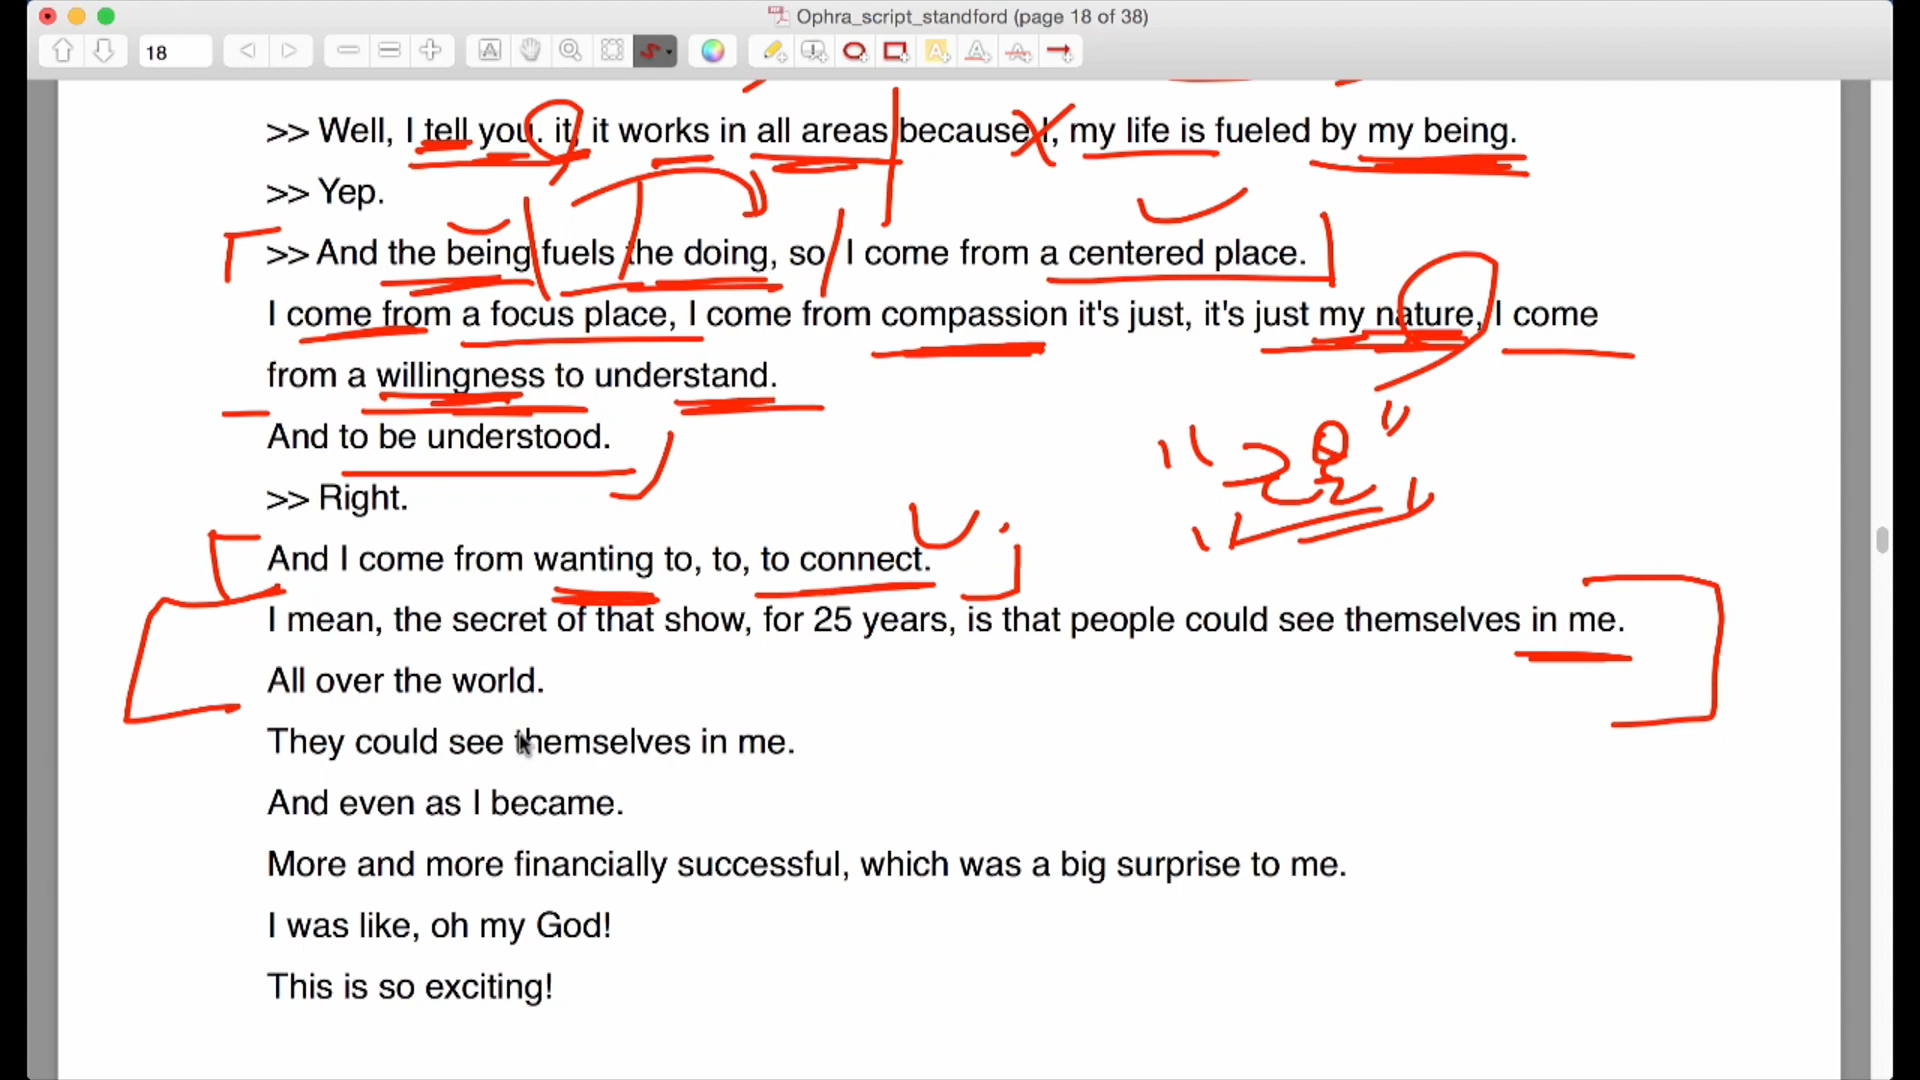 Ophra_script_standford (page 18 of 38)
18
>> Well, I tell you. it, it works in all areas because I, my life is fueled by my being.
>> Yep.
>> And the being fuels the doing, so I come from a centered place.
I come from a focus place, I come from compassion it's just, it's just my nature, I come
from a willingness to understand.
And to be understood.
>> Right.
And I come from wanting to, to, to connect.
I mean, the secret of that show, for 25 years, is that people could see themselves in me.
All over the world.
They could see themselves in me.
And even as I became.
More and more financially successful, which was a big surprise to me.
I was like, oh my God!
This is so exciting!